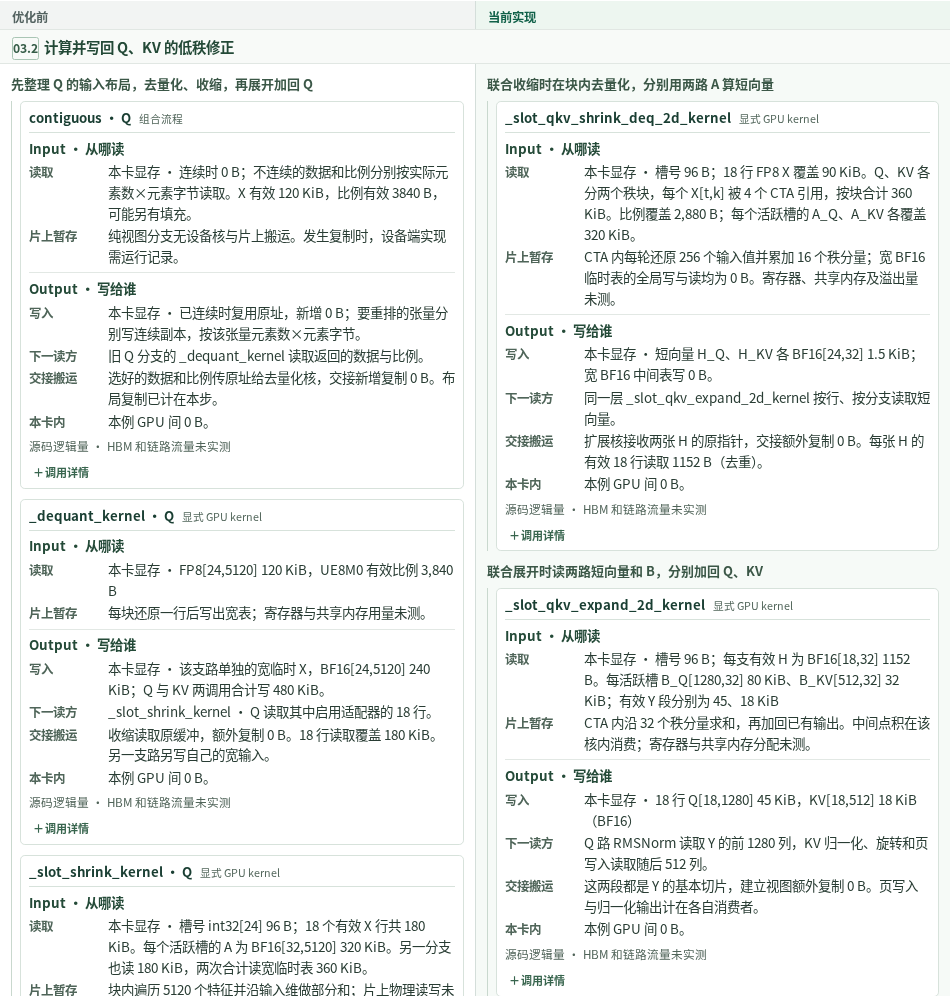 优化前
当前实现
03.2 计算并写回 Q、KV 的低秩修正
先整理 Q 的输入布局，去量化、收缩，再展开加回 Q
contiguous · Q 组合流程
Input · 从哪读
读取 本卡显存 · 连续时 0 B；不连续的数据和比例分别按实际元
素数×元素字节读取。X 有效 120 KiB，比例有效 3840 B，
可能另有填充。
片上暂存 纯视图分支无设备核与片上搬运。发生复制时，设备端实现
需运行记录。
Output · 写给谁
写入 本卡显存 · 已连续时复用原址，新增 0 B；要重排的张量分
别写连续副本，按该张量元素数×元素字节。
下一读方 旧 Q 分支的 _dequant_kernel 读取返回的数据与比例。
交接搬运 选好的数据和比例传原址给去量化核，交接新增复制 0 B。布
局复制已计在本步。
本卡内 本例 GPU 间 0 B。
源码逻辑量 · HBM 和链路流量未实测
＋调用详情
_dequant_kernel · Q 显式 GPU kernel
Input · 从哪读
读取 本卡显存 · FP8[24,5120] 120 KiB，UE8M0 有效比例 3,840
B
片上暂存 每块还原一行后写出宽表；寄存器与共享内存用量未测。
Output · 写给谁
写入 本卡显存 · 该支路单独的宽临时 X，BF16[24,5120] 240
KiB；Q 与 KV 两调用合计写 480 KiB。
下一读方 _slot_shrink_kernel · Q 读取其中启用适配器的 18 行。
交接搬运 收缩读取原缓冲，额外复制 0 B。18 行读取覆盖 180 KiB。
另一支路另写自己的宽输入。
本卡内 本例 GPU 间 0 B。
源码逻辑量 · HBM 和链路流量未实测
＋调用详情
_slot_shrink_kernel · Q 显式 GPU kernel
Input · 从哪读
读取 本卡显存 · 槽号 int32[24] 96 B；18 个有效 X 行共 180
KiB。每个活跃槽的 A 为 BF16[32,5120] 320 KiB。另一分支
也读 180 KiB，两次合计读宽临时表 360 KiB。
片上暂存 块内遍历 5120 个特征并沿输入维做部分和；片上物理读写未
联合收缩时在块内去量化，分别用两路 A 算短向量
_slot_qkv_shrink_deq_2d_kernel 显式 GPU kernel
Input · 从哪读
读取 本卡显存 · 槽号 96 B；18 行 FP8 X 覆盖 90 KiB。Q、KV 各
分两个秩块，每个 X[t,k] 被 4 个 CTA 引用，按块合计 360
KiB。比例覆盖 2,880 B；每个活跃槽的 A_Q、A_KV 各覆盖
320 KiB。
片上暂存 CTA 内每轮还原 256 个输入值并累加 16 个秩分量；宽 BF16
临时表的全局写与读均为 0 B。寄存器、共享内存及溢出量
未测。
Output · 写给谁
写入 本卡显存 · 短向量 H_Q、H_KV 各 BF16[24,32] 1.5 KiB；
宽 BF16 中间表写 0 B。
下一读方 同一层 _slot_qkv_expand_2d_kernel 按行、按分支读取短
向量。
交接搬运 扩展核接收两张 H 的原指针，交接额外复制 0 B。每张 H 的
有效 18 行读取 1152 B（去重）。
本卡内 本例 GPU 间 0 B。
源码逻辑量 · HBM 和链路流量未实测
＋调用详情
联合展开时读两路短向量和 B，分别加回 Q、KV
_slot_qkv_expand_2d_kernel 显式 GPU kernel
Input · 从哪读
读取 本卡显存 · 槽号 96 B；每支有效 H 为 BF16[18,32] 1152
B。每活跃槽 B_Q[1280,32] 80 KiB、B_KV[512,32] 32
KiB；有效 Y 段分别为 45、18 KiB
片上暂存 CTA 内沿 32 个秩分量求和，再加回已有输出。中间点积在该
核内消费；寄存器与共享内存分配未测。
Output · 写给谁
写入 本卡显存 · 18 行 Q[18,1280] 45 KiB，KV[18,512] 18 KiB
（BF16）
下一读方 Q 路 RMSNorm 读取 Y 的前 1280 列，KV 归一化、旋转和页
写入读取随后 512 列。
交接搬运 这两段都是 Y 的基本切片，建立视图额外复制 0 B。页写入
与归一化输出计在各自消费者。
本卡内 本例 GPU 间 0 B。
源码逻辑量 · HBM 和链路流量未实测
＋调用详情